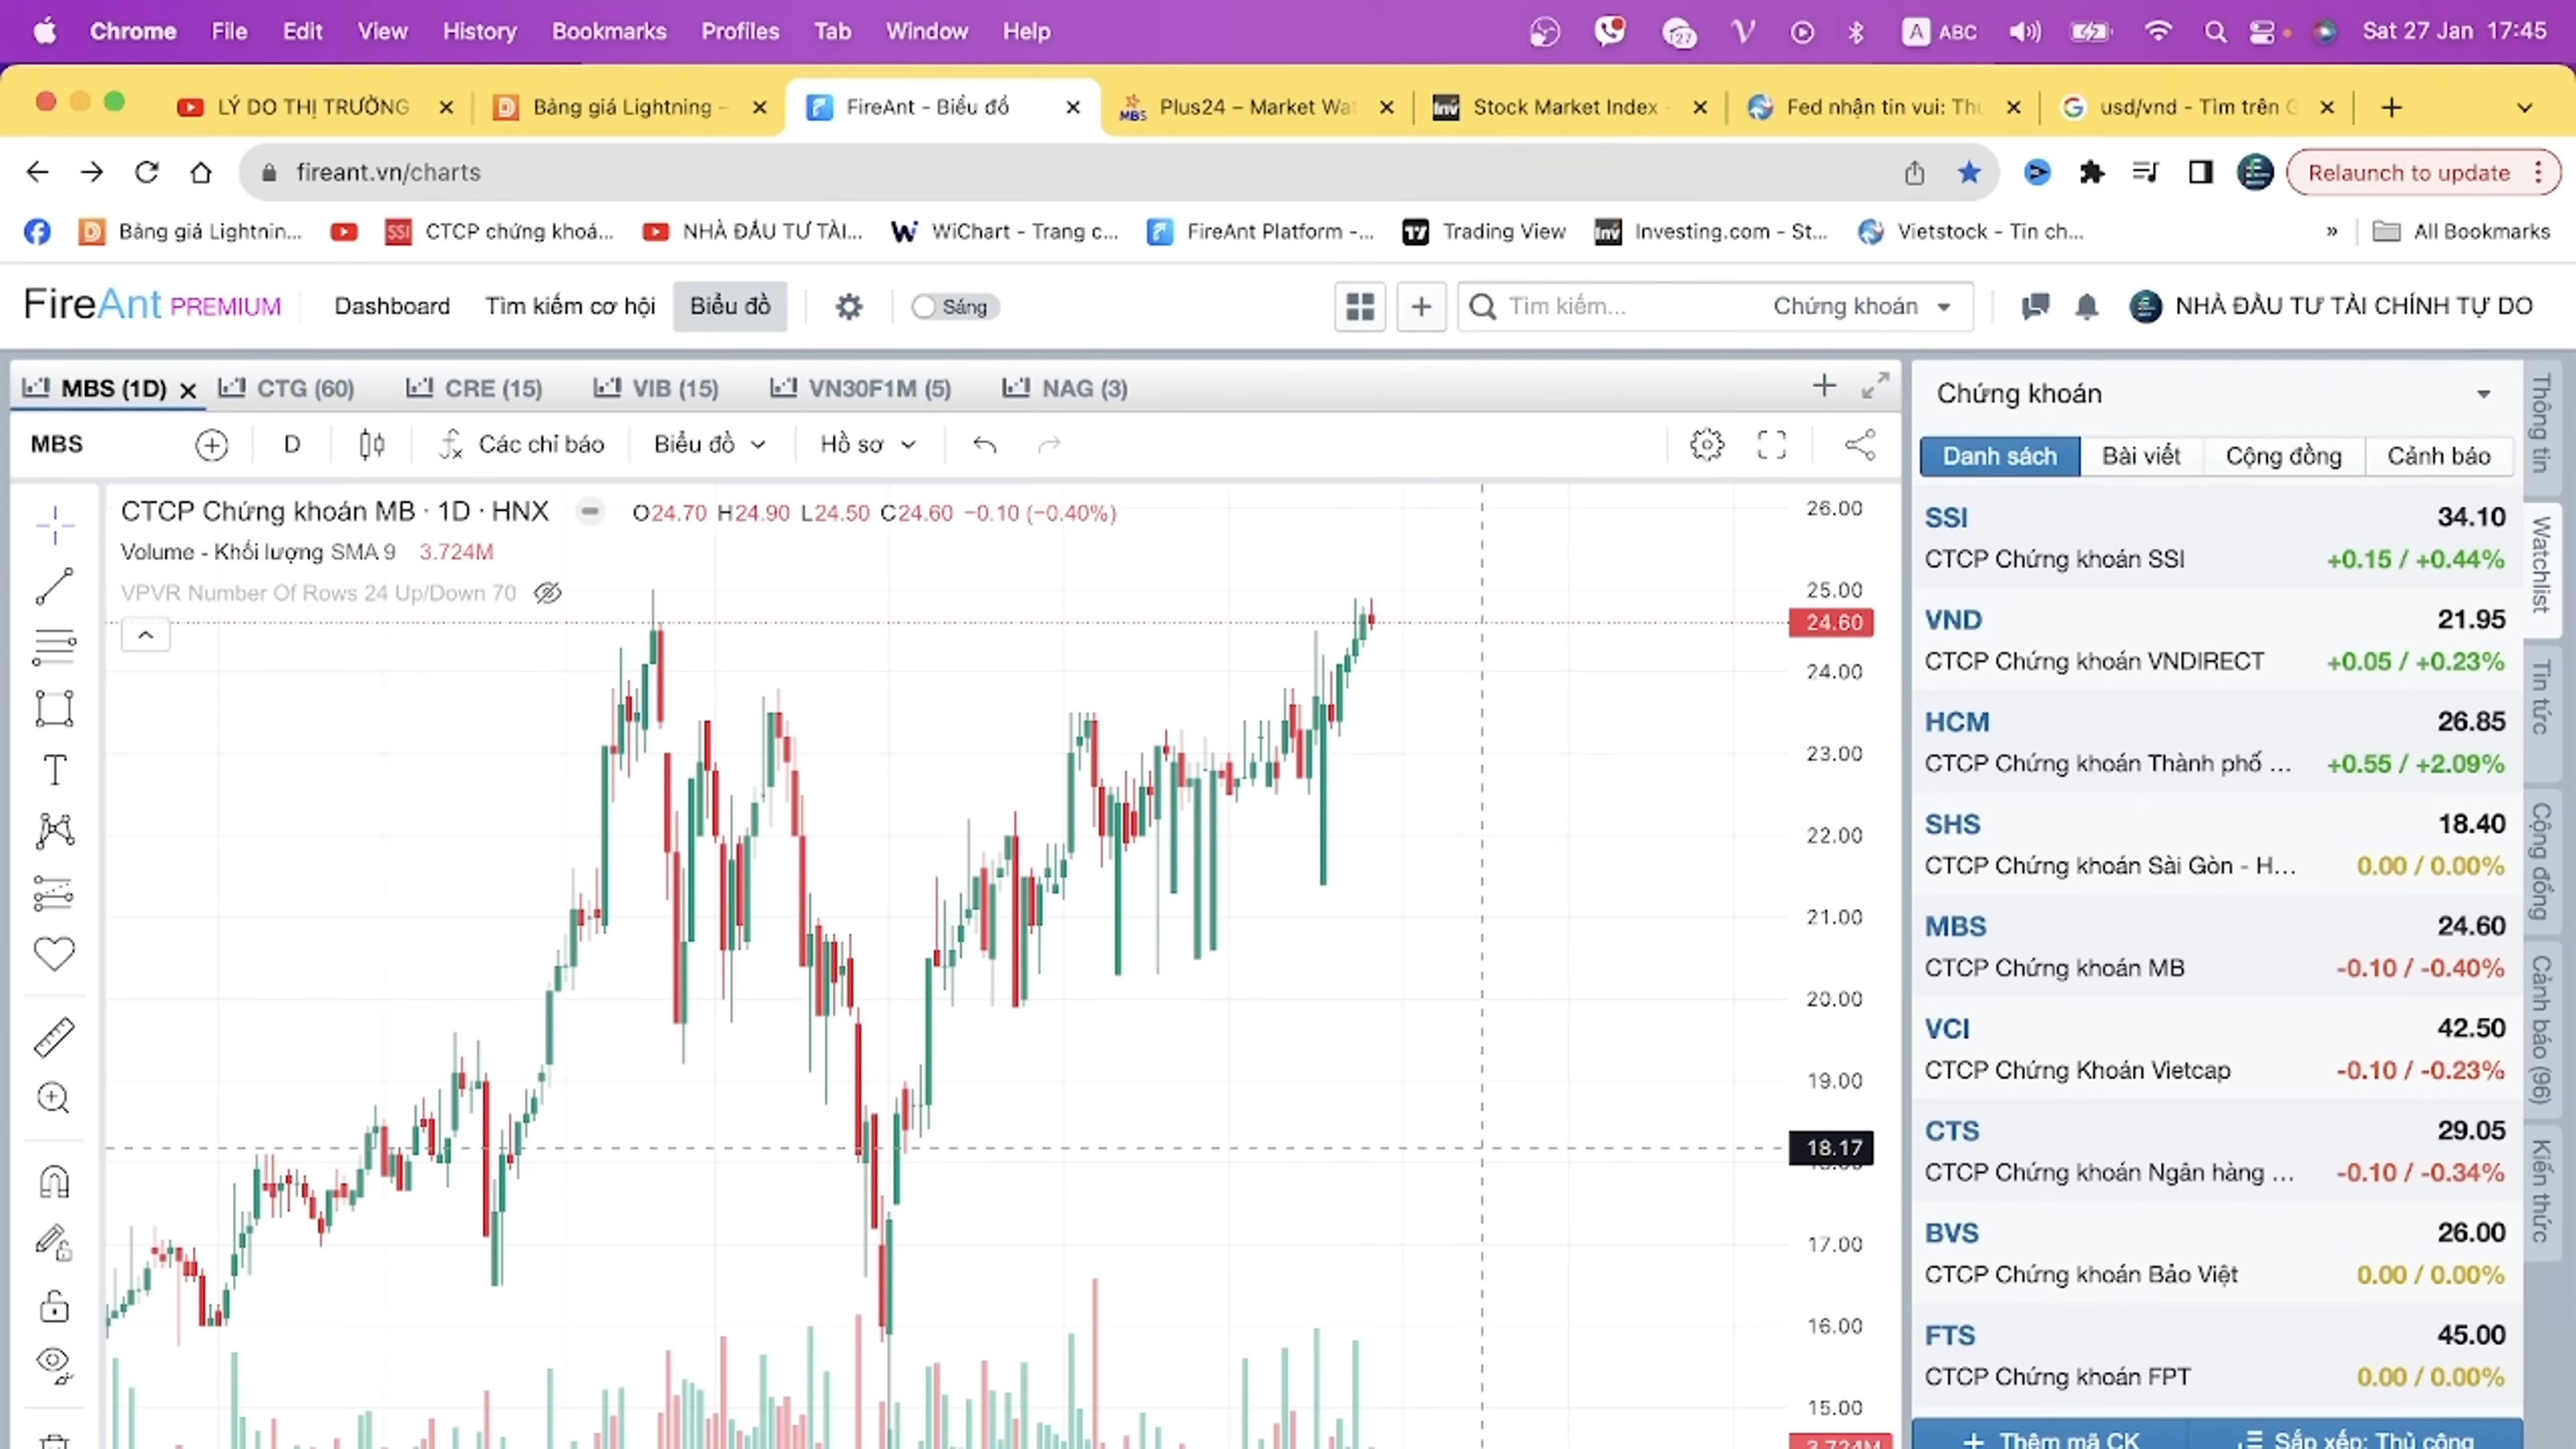 Chrome File Edit View History Bookmarks Profiles Tab Window Help
127 A ABC Sat 27 Jan 17:45
LÝ DO THỊ TRƯỜNG
Bảng giá Lightning –
FireAnt - Biểu đồ
MBS Plus24 – Market Wa
Inv Stock Market Index -
Fed nhận tin vui: Thu
usd/vnd - Tìm trên G
fireant.vn/charts
Relaunch to update
Bảng giá Lightnin...
SSI CTCP chứng khoá...
NHÀ ĐẦU TƯ TÀI...
WiChart - Trang c...
FireAnt Platform -...
Trading View
Inv Investing.com - St...
Vietstock - Tin ch...
» All Bookmarks
FireAnt PREMIUM Dashboard Tìm kiếm cơ hội Biểu đồ Sáng
Tìm kiếm... Chứng khoán NHÀ ĐẦU TƯ TÀI CHÍNH TỰ DO
MBS (1D) CTG (60) CRE (15) VIB (15) VN30F1M (5) NAG (3)
MBS D Các chỉ báo Biểu đồ Hồ sơ
CTCP Chứng khoán MB · 1D · HNX O24.70 H24.90 L24.50 C24.60 −0.10 (−0.40%)
Volume - Khối lượng SMA 9 3.724M
VPVR Number Of Rows 24 Up/Down 70
26.00
25.00
24.60
24.00
23.00
22.00
21.00
20.00
19.00
18.17
17.00
16.00
15.00
3.724M
Chứng khoán
Danh sách Bài viết Cộng đồng Cảnh báo
SSI 34.10
CTCP Chứng khoán SSI +0.15 / +0.44%
VND 21.95
CTCP Chứng khoán VNDIRECT +0.05 / +0.23%
HCM 26.85
CTCP Chứng khoán Thành phố ... +0.55 / +2.09%
SHS 18.40
CTCP Chứng khoán Sài Gòn - H... 0.00 / 0.00%
MBS 24.60
CTCP Chứng khoán MB -0.10 / -0.40%
VCI 42.50
CTCP Chứng Khoán Vietcap -0.10 / -0.23%
CTS 29.05
CTCP Chứng khoán Ngân hàng ... -0.10 / -0.34%
BVS 26.00
CTCP Chứng khoán Bảo Việt 0.00 / 0.00%
FTS 45.00
CTCP Chứng khoán FPT 0.00 / 0.00%
Thêm mã CK Sắp xếp: Thủ công
Thông tin
Watchlist
Tin tức
Cộng đồng
Cảnh báo (96)
Kiến thức